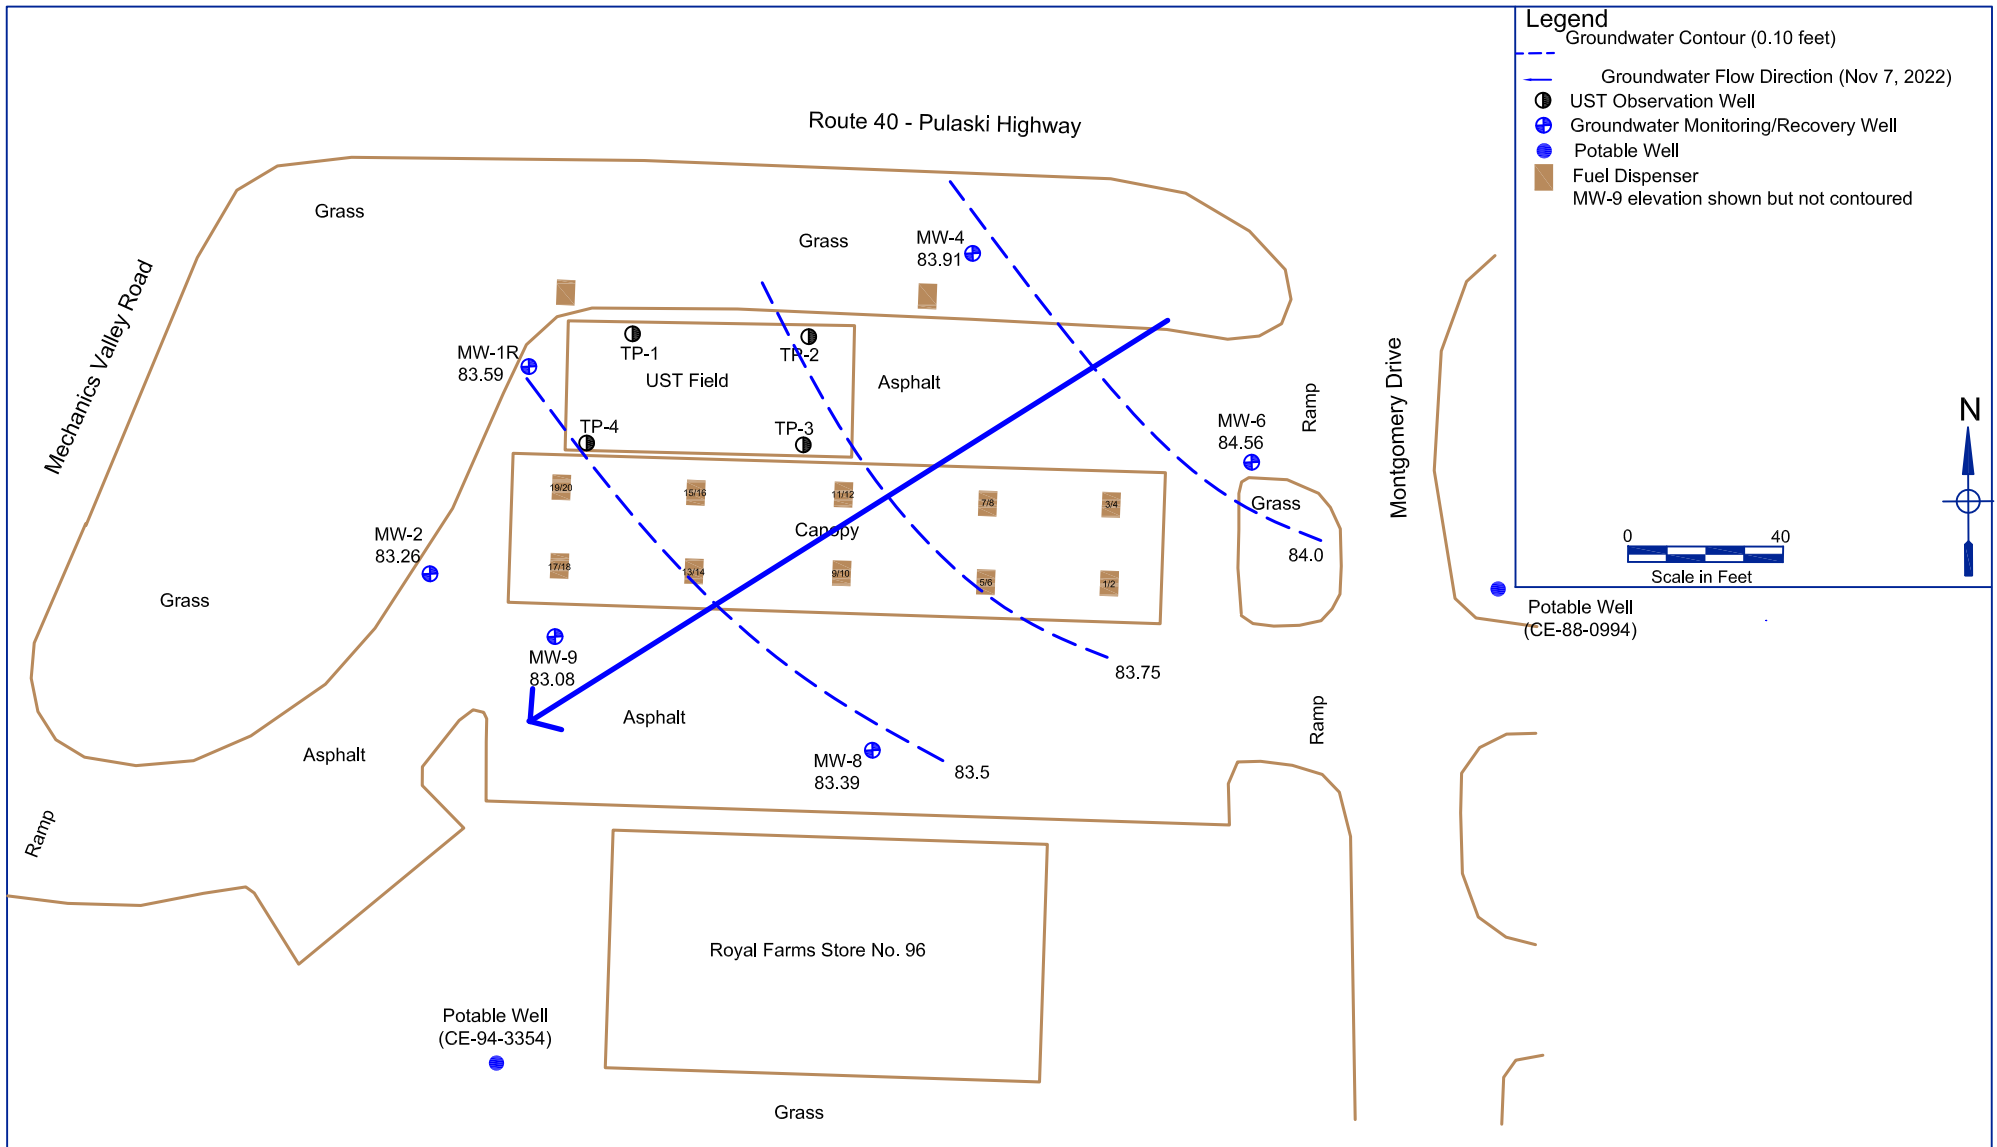 Legend
Groundwater Contour (0.10 feet)
Groundwater Flow Direction (Nov 7, 2022)
UST Observation Well
Groundwater Monitoring/Recovery Well
Potable Well
Fuel Dispenser
MW-9 elevation shown but not contoured
Route 40 - Pulaski Highway
Grass
Grass
MW-4
83.91
Mechanics Valley Road
MW-1R
83.59
TP-1
TP-2
UST Field
Asphalt
Ramp
Montgomery Drive
N
TP-4
TP-3
MW-6
84.56
19/20
15/16
11/12
7/8
3/4
Grass
Canopy
MW-2
83.26
84.0
0
40
Scale in Feet
17/18
13/14
9/10
5/6
1/2
Grass
Potable Well
(CE-88-0994)
MW-9
83.08
83.75
Asphalt
Ramp
Asphalt
MW-8
83.39
83.5
Ramp
Royal Farms Store No. 96
Potable Well
(CE-94-3354)
Grass